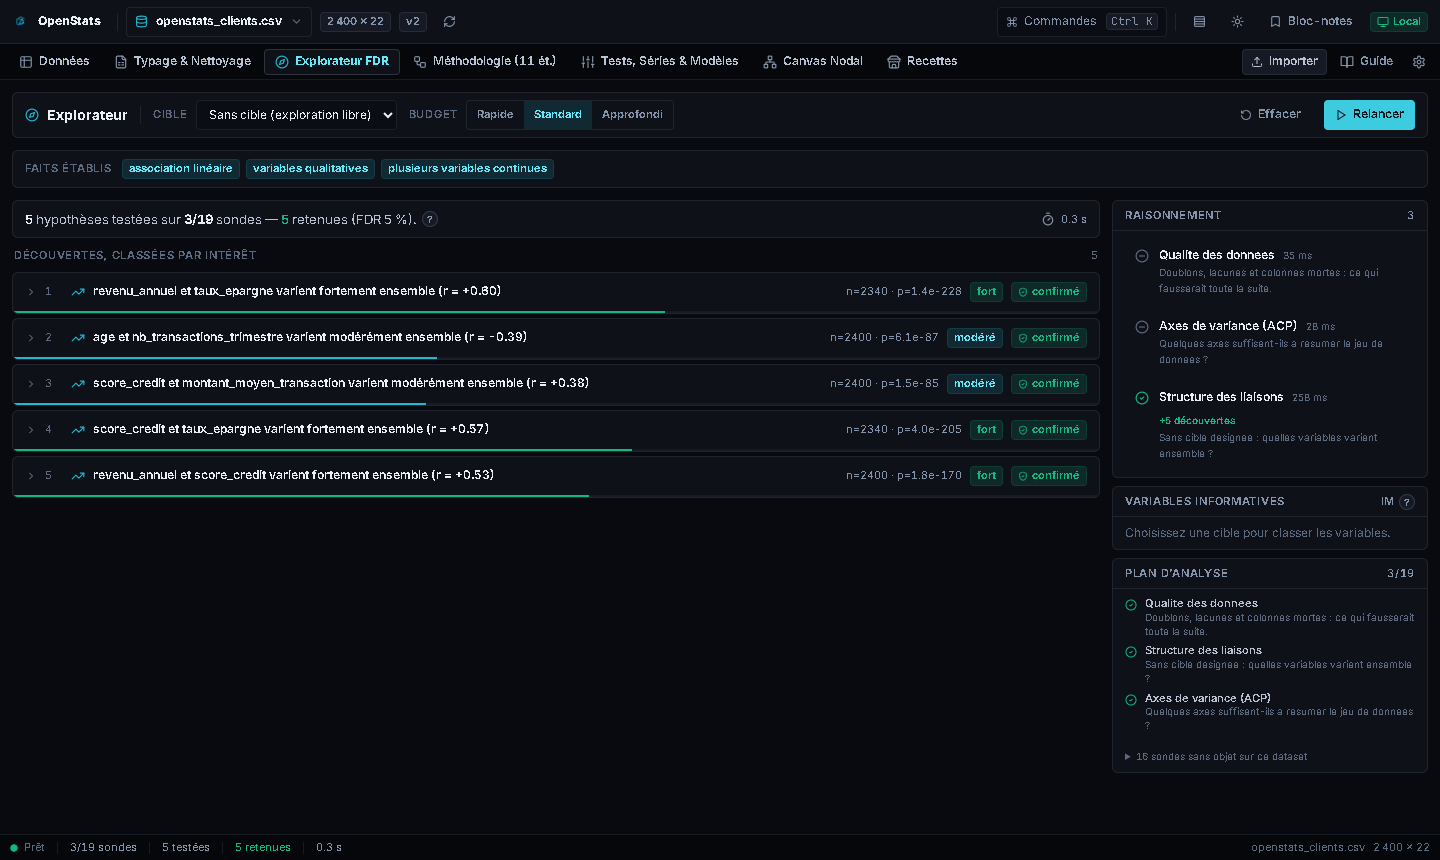 OpenStats
openstats_clients.csv
2 400 × 22
v2
Commandes Ctrl K
Bloc-notes
Local
Données
Typage & Nettoyage
Explorateur FDR
Méthodologie (11 ét.)
Tests, Séries & Modèles
Canvas Nodal
Recettes
Importer
Guide
Explorateur
CIBLE
Sans cible (exploration libre)
BUDGET
Rapide
Standard
Approfondi
Effacer
Relancer
FAITS ÉTABLIS
association linéaire
variables qualitatives
plusieurs variables continues
5 hypothèses testées sur 3/19 sondes — 5 retenues (FDR 5 %). ?
0.3 s
DÉCOUVERTES, CLASSÉES PAR INTÉRÊT
5
1 revenu_annuel et taux_epargne varient fortement ensemble (r = +0.60)
n=2340 · p=1.4e-228 fort confirmé
2 age et nb_transactions_trimestre varient modérément ensemble (r = -0.39)
n=2400 · p=6.1e-87 modéré confirmé
3 score_credit et montant_moyen_transaction varient modérément ensemble (r = +0.38)
n=2400 · p=1.5e-85 modéré confirmé
4 score_credit et taux_epargne varient fortement ensemble (r = +0.57)
n=2340 · p=4.0e-205 fort confirmé
5 revenu_annuel et score_credit varient fortement ensemble (r = +0.53)
n=2400 · p=1.8e-170 fort confirmé
RAISONNEMENT 3
Qualite des donnees 35 ms
Doublons, lacunes et colonnes mortes : ce qui
fausserait toute la suite.
Axes de variance (ACP) 28 ms
Quelques axes suffisent-ils a resumer le jeu de
donnees ?
Structure des liaisons 258 ms
+5 découvertes
Sans cible designee : quelles variables varient
ensemble ?
VARIABLES INFORMATIVES IM ?
Choisissez une cible pour classer les variables.
PLAN D'ANALYSE 3/19
Qualite des donnees
Doublons, lacunes et colonnes mortes : ce qui fausserait
toute la suite.
Structure des liaisons
Sans cible designee : quelles variables varient ensemble
?
Axes de variance (ACP)
Quelques axes suffisent-ils a resumer le jeu de donnees
?
16 sondes sans objet sur ce dataset
Prêt
3/19 sondes
5 testées
5 retenues
0.3 s
openstats_clients.csv 2 400 × 22